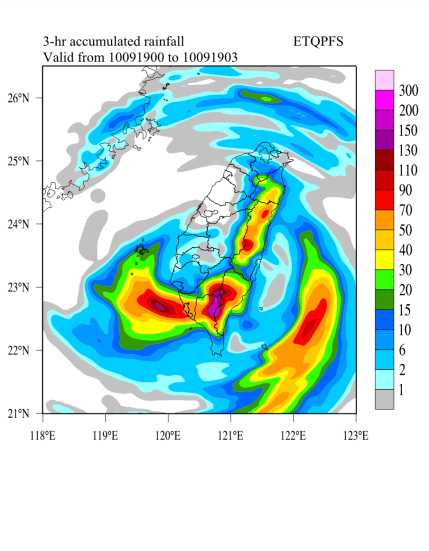 3-hr accumulated rainfall ETQPFS
Valid from 10091900 to 10091903
26°N
25°N
24°N
23°N
22°N
21°N
118°E 119°E 120°E 121°E 122°E 123°E
300
200
150
130
110
90
70
50
40
30
20
15
10
6
2
1